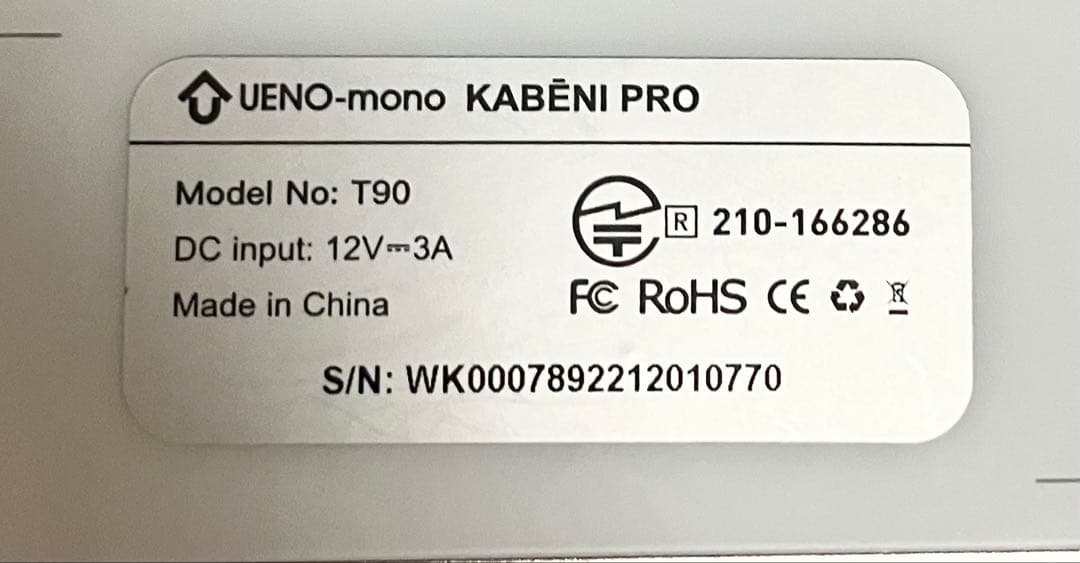 UENO-mono KABĒNI PRO
Model No: T90
DC input: 12V⎓3A
Made in China
R 210-166286
FC RoHS CE
S/N: WK0007892212010770